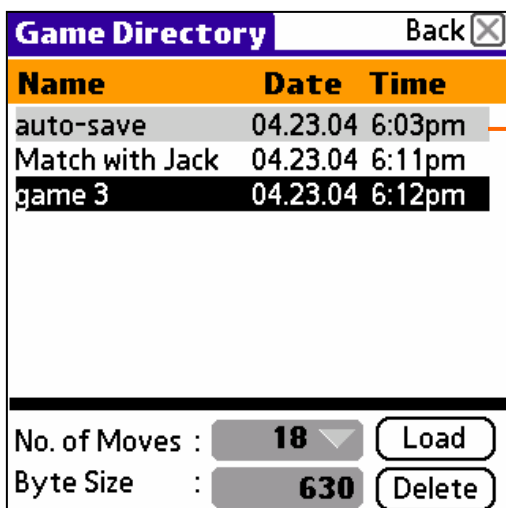 Game Directory Back
Name Date Time
auto-save 04.23.04 6:03pm
Match with Jack 04.23.04 6:11pm
game 3 04.23.04 6:12pm
No. of Moves : 18 Load
Byte Size : 630 Delete